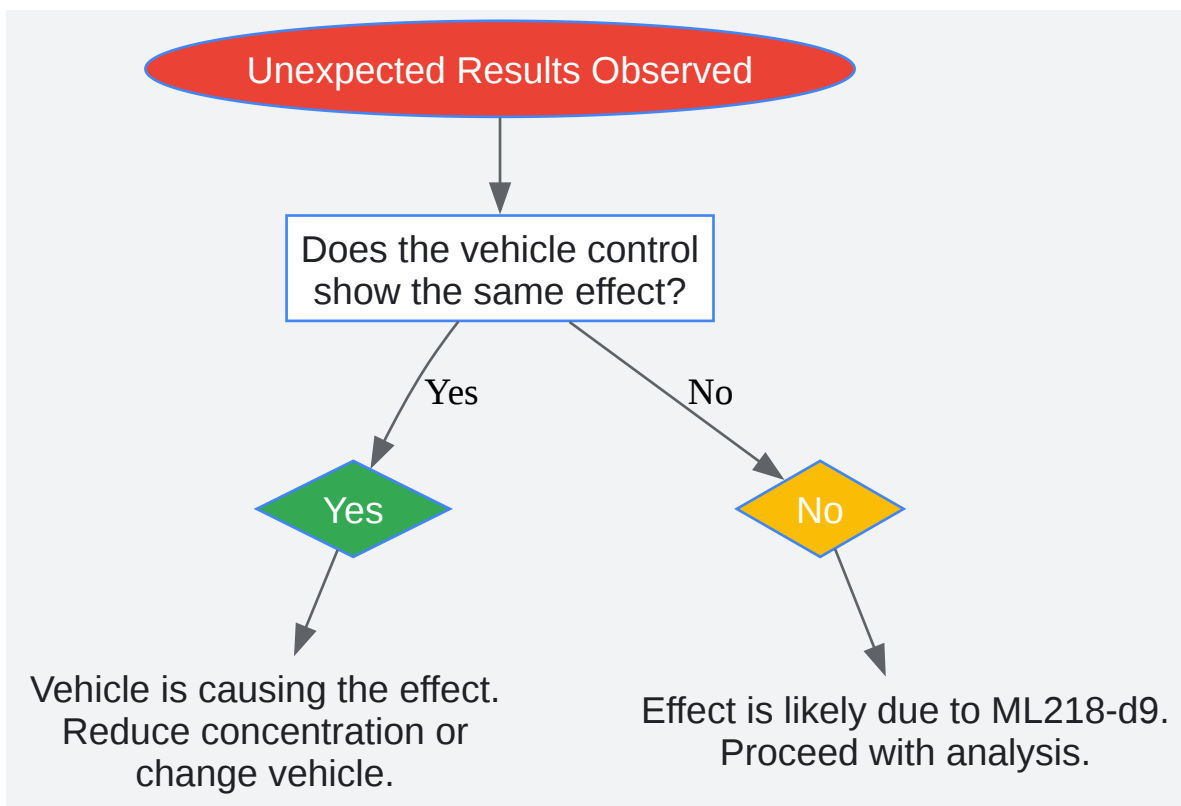 Unexpected Results Observed
Does the vehicle control
show the same effect?
Yes
No
Yes
No
Vehicle is causing the effect.
Reduce concentration or
change vehicle.
Effect is likely due to ML218-d9.
Proceed with analysis.